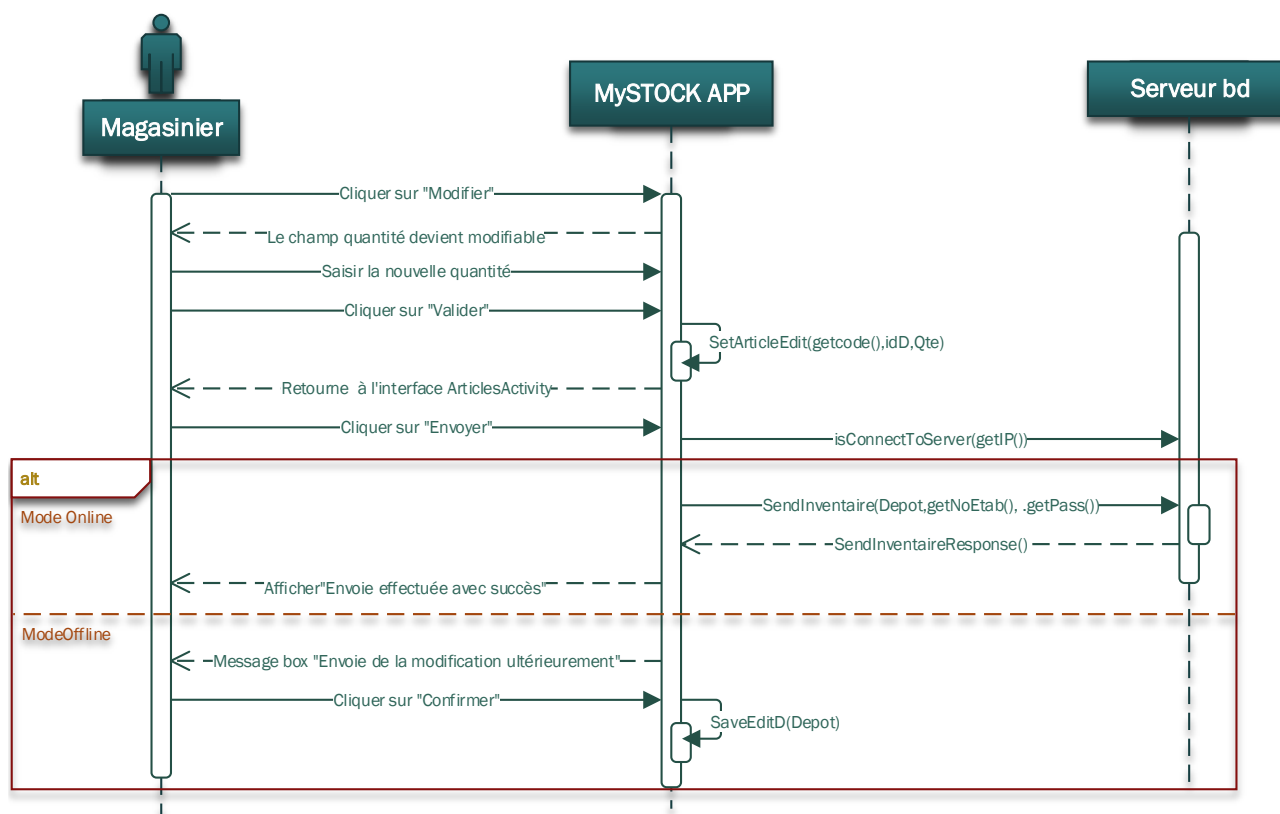 Magasinier
MySTOCK APP
Serveur bd
Cliquer sur "Modifier"
Le champ quantité devient modifiable
Saisir la nouvelle quantité
Cliquer sur "Valider"
SetArticleEdit(getcode(),idD,Qte)
Retourne à l'interface ArticlesActivity
Cliquer sur "Envoyer"
isConnectToServer(getIP())
alt
Mode Online
SendInventaire(Depot,getNoEtab(), .getPass())
SendInventaireResponse()
Afficher"Envoie effectuée avec succès"
ModeOffline
Message box "Envoie de la modification ultérieurement"
Cliquer sur "Confirmer"
SaveEditD(Depot)